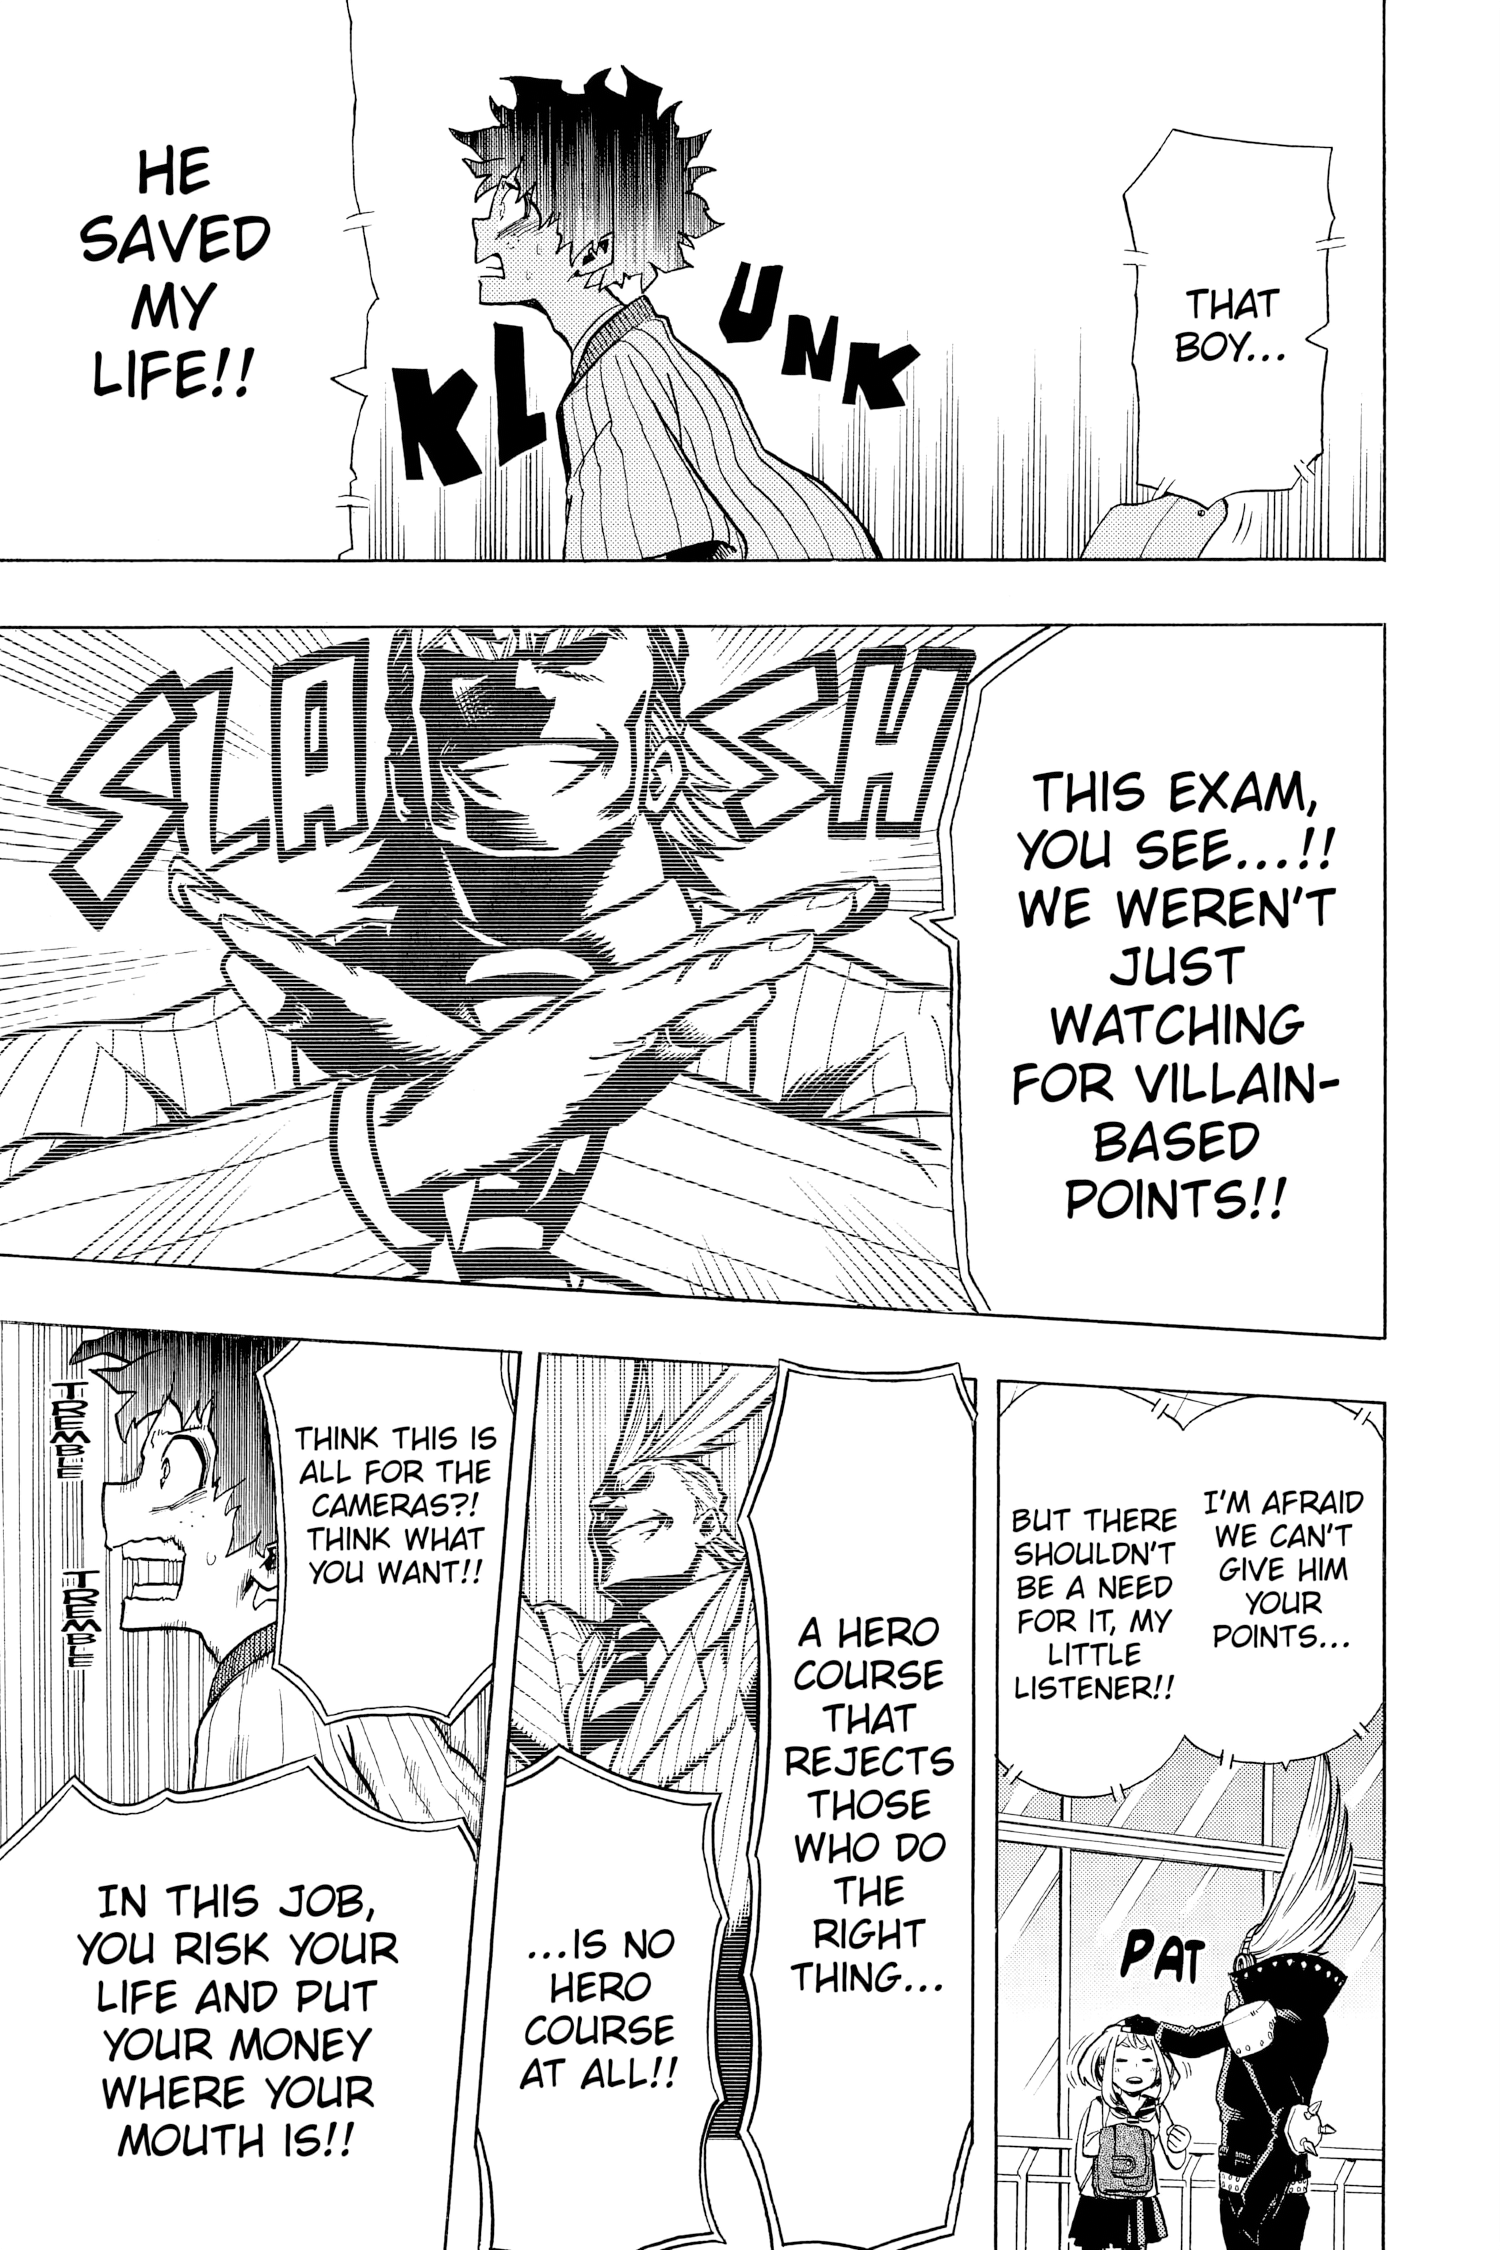 THAT
BOY...
KLUNK
HE
SAVED
MY
LIFE!!
THIS EXAM,
YOU SEE...!!
WE WEREN'T
JUST
WATCHING
FOR VILLAIN-
BASED
POINTS!!
SLASH
I'M AFRAID
WE CAN'T
GIVE HIM
YOUR
POINTS...
BUT THERE
SHOULDN'T
BE A NEED
FOR IT, MY
LITTLE
LISTENER!!
PAT
A HERO
COURSE
THAT
REJECTS
THOSE
WHO DO
THE
RIGHT
THING...
...IS NO
HERO
COURSE
AT ALL!!
THINK THIS IS
ALL FOR THE
CAMERAS?!
THINK WHAT
YOU WANT!!
TREMBLE
TREMBLE
IN THIS JOB,
YOU RISK YOUR
LIFE AND PUT
YOUR MONEY
WHERE YOUR
MOUTH IS!!